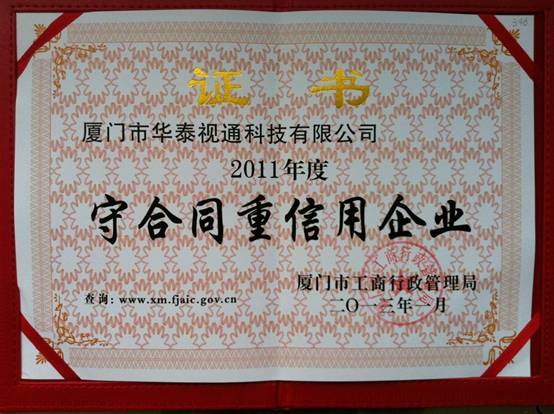 证书
厦门市华泰视通科技有限公司
2011年度
守合同重信用企业
厦门市工商行政管理局
查询：www.xm.fjaic.gov.cn
二〇一三年一月